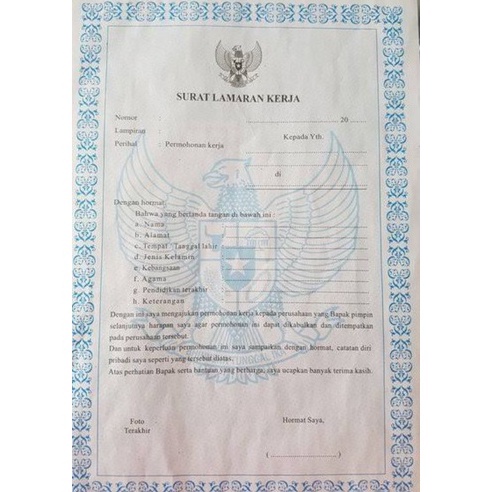 SURAT LAMARAN KERJA
Nomor : 20
Lampiran : Kepada Yth.
Perihal : Permohonan kerja
di
Dengan hormat,
Bahwa yang bertanda tangan di bawah ini :
a. Nama :
b. Alamat :
c. Tempat / Tanggal lahir :
d. Jenis Kelamin :
e. Kebangsaan :
f. Agama :
g. Pendidikan terakhir :
h. Keterangan :
Dengan ini saya mengajukan permohonan kerja kepada perusahaan yang Bapak pimpin
selanjutnya harapan saya agar permohonan ini dapat dikabulkan dan ditempatkan
pada perusahaan tersebut.
Dan untuk keperluan permohonan ini saya sampaikan dengan hormat, catatan diri
pribadi saya seperti yang tersebut diatas.
Atas perhatian Bapak serta bantuan yang berharga, saya ucapkan banyak terima kasih.
Foto Hormat Saya,
Terakhir
(................................)